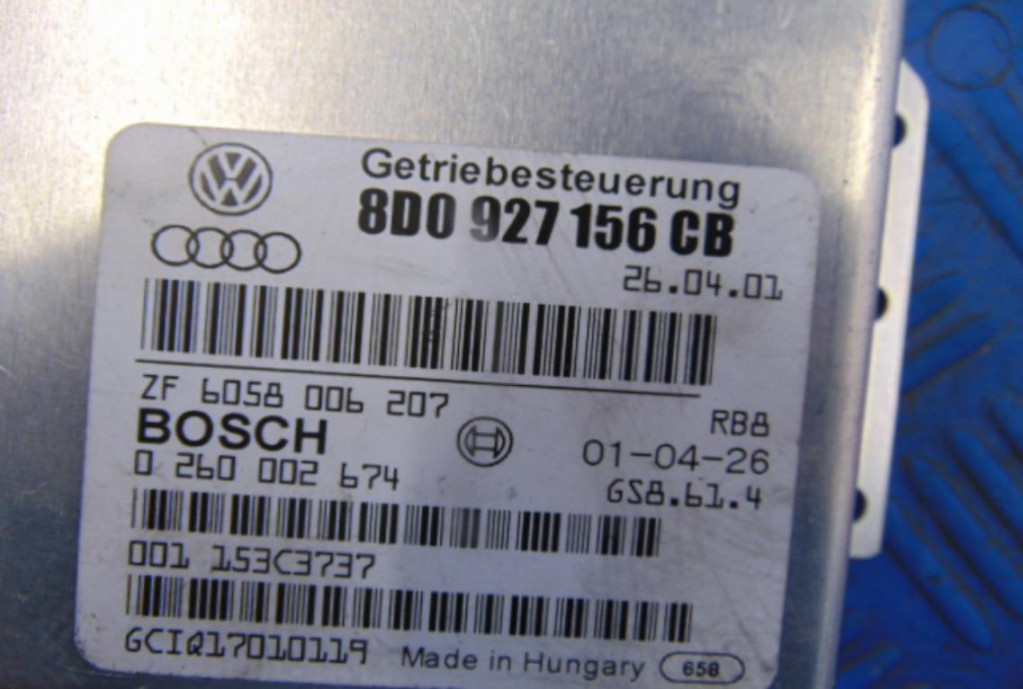 Getriebesteuerung
8D0 927 156 CB
26.04.01
ZF 6058 006 207
RB8
BOSCH
01-04-26
0 260 002 674
GS8.61.4
001 153C3737
GCIQ17010119
Made in Hungary 658